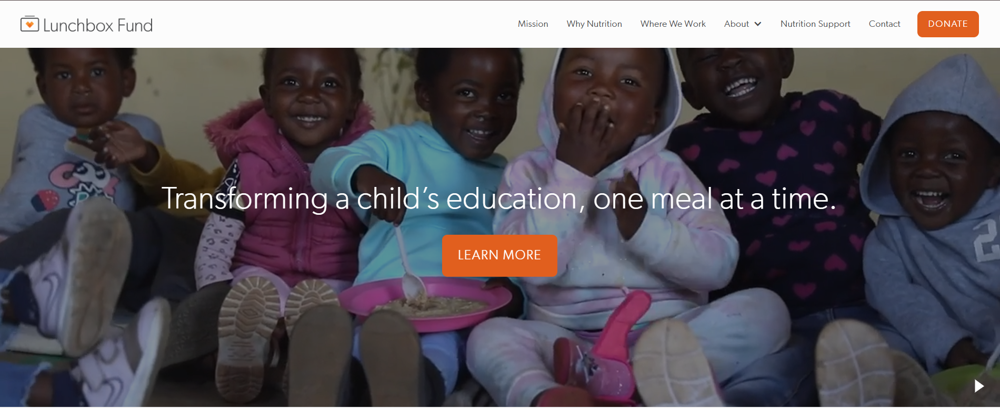 Lunchbox Fund
Mission
Why Nutrition
Where We Work
About
Nutrition Support
Contact
DONATE
Transforming a child’s education, one meal at a time.
LEARN MORE
2